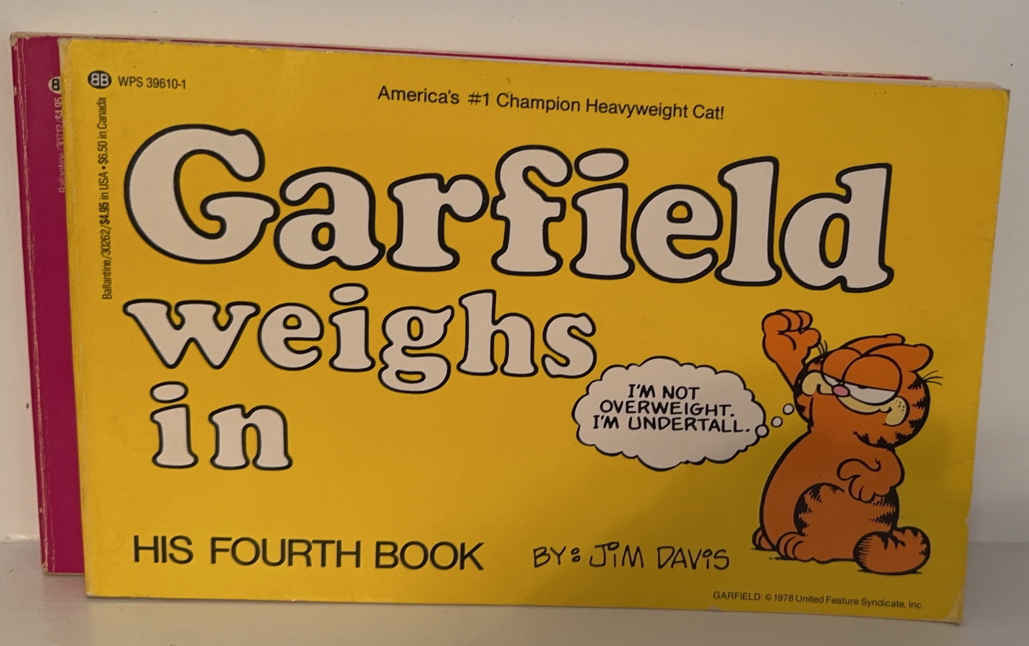 BB WPS 39610-1
America's #1 Champion Heavyweight Cat!
Ballantine/30262/$4.95 in USA • $6.50 in Canada
Garfield
weighs
in
I'M NOT
OVERWEIGHT.
I'M UNDERTALL.
HIS FOURTH BOOK
BY: JIM DAVIS
GARFIELD: © 1978 United Feature Syndicate, Inc.